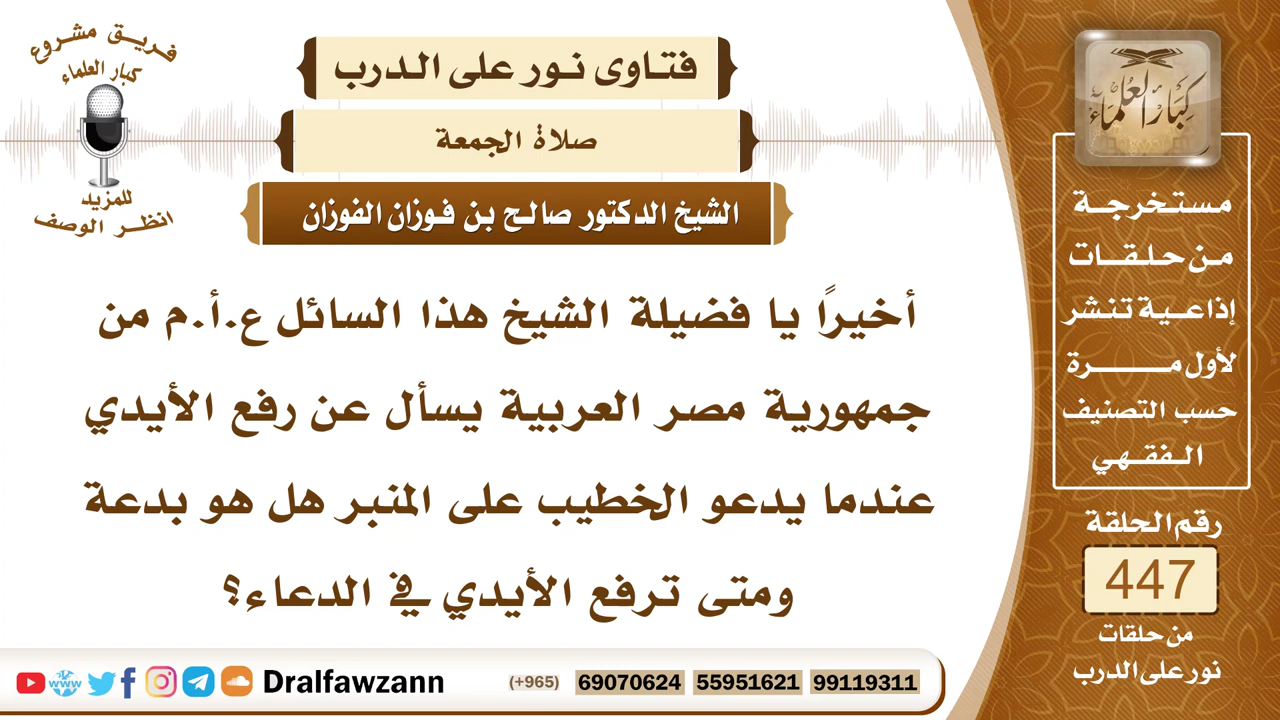 فريق مشروع
كبار العلماء
للمزيد
انظر الوصف
فتاوى نور على الدرب
صلاة الجمعة
الشيخ الدكتور صالح بن فوزان الفوزان
أخيرًا يا فضيلة الشيخ هذا السائل ع.أ.م من
جمهورية مصر العربية يسأل عن رفع الأيدي
عندما يدعو الخطيب على المنبر هل هو بدعة
ومتى ترفع الأيدي في الدعاء؟
كبار العلماء
مستخرجة
من حلقات
إذاعية تنشر
لأول مرة
حسب التصنيف
الفقهي
رقم الحلقة
447
من حلقات
نور على الدرب
www
Dralfawzann
(+965) 69070624 55951621 99119311